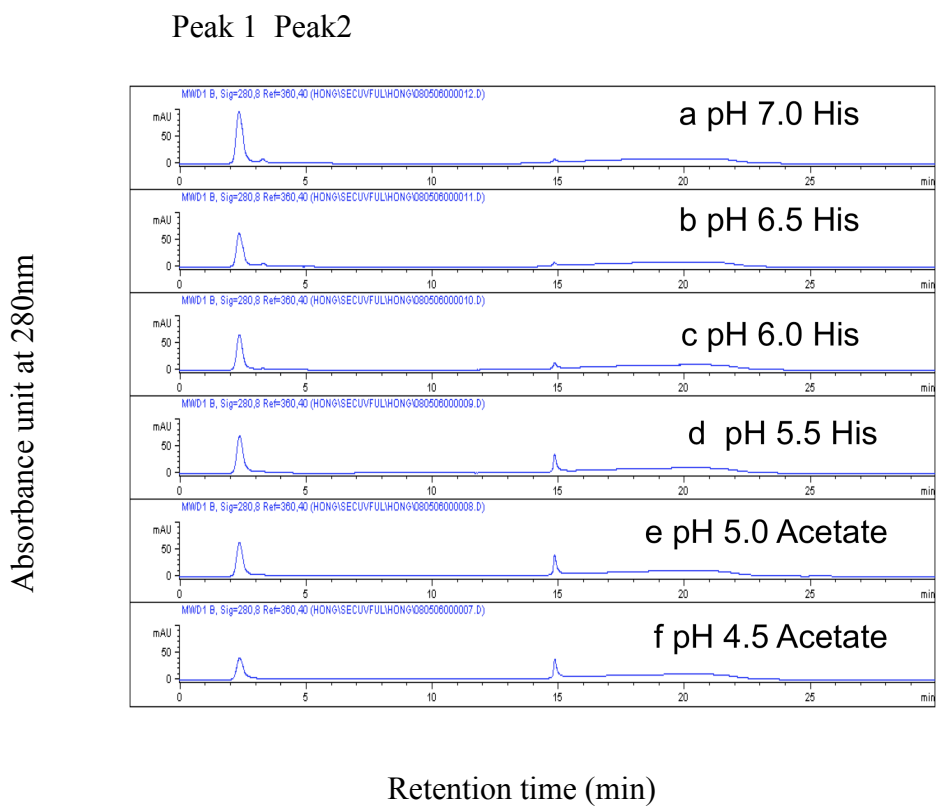 Peak 1 Peak2
MWD1 B, Sig=280,8 Ref=360,40 (HONG\SECUVFUL\HONG\080506000012.D)
mAU
50
0
a pH 7.0 His
0 5 10 15 20 25 min
MWD1 B, Sig=280,8 Ref=360,40 (HONG\SECUVFUL\HONG\080506000011.D)
mAU
50
0
b pH 6.5 His
0 5 10 15 20 25 min
MWD1 B, Sig=280,8 Ref=360,40 (HONG\SECUVFUL\HONG\080506000010.D)
mAU
50
0
c pH 6.0 His
0 5 10 15 20 25 min
MWD1 B, Sig=280,8 Ref=360,40 (HONG\SECUVFUL\HONG\080506000009.D)
mAU
50
0
d pH 5.5 His
0 5 10 15 20 25 min
MWD1 B, Sig=280,8 Ref=360,40 (HONG\SECUVFUL\HONG\080506000008.D)
mAU
50
0
e pH 5.0 Acetate
0 5 10 15 20 25 min
MWD1 B, Sig=280,8 Ref=360,40 (HONG\SECUVFUL\HONG\080506000007.D)
mAU
50
0
f pH 4.5 Acetate
0 5 10 15 20 25 min
Absorbance unit at 280nm
Retention time (min)